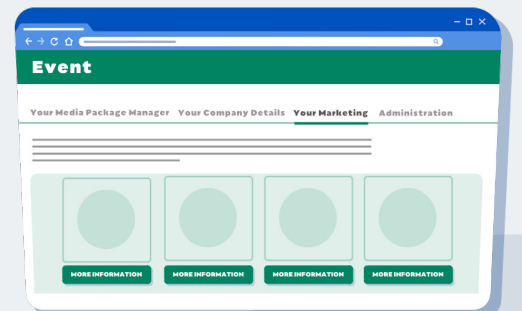 Event
Your Media Package Manager Your Company Details Your Marketing Administration
MORE INFORMATION MORE INFORMATION MORE INFORMATION MORE INFORMATION